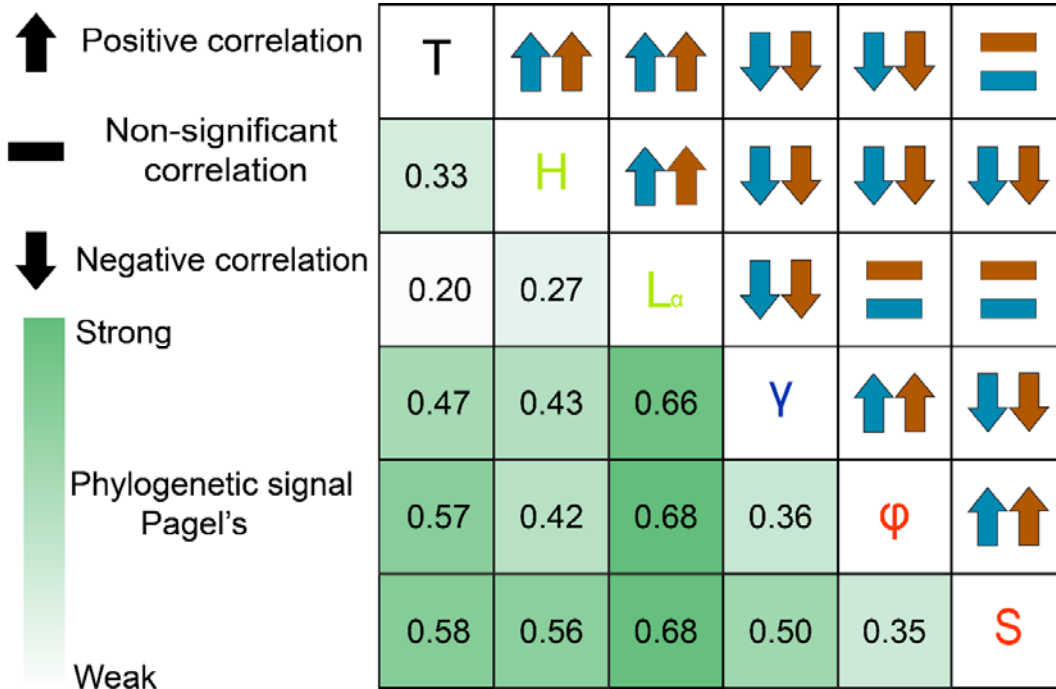 Positive correlation
Non-significant
correlation
Negative correlation
Strong
Phylogenetic signal
Pagel's
Weak
T
0.33 H
0.20 0.27 Lα
0.47 0.43 0.66 γ
0.57 0.42 0.68 0.36 φ
0.58 0.56 0.68 0.50 0.35 S